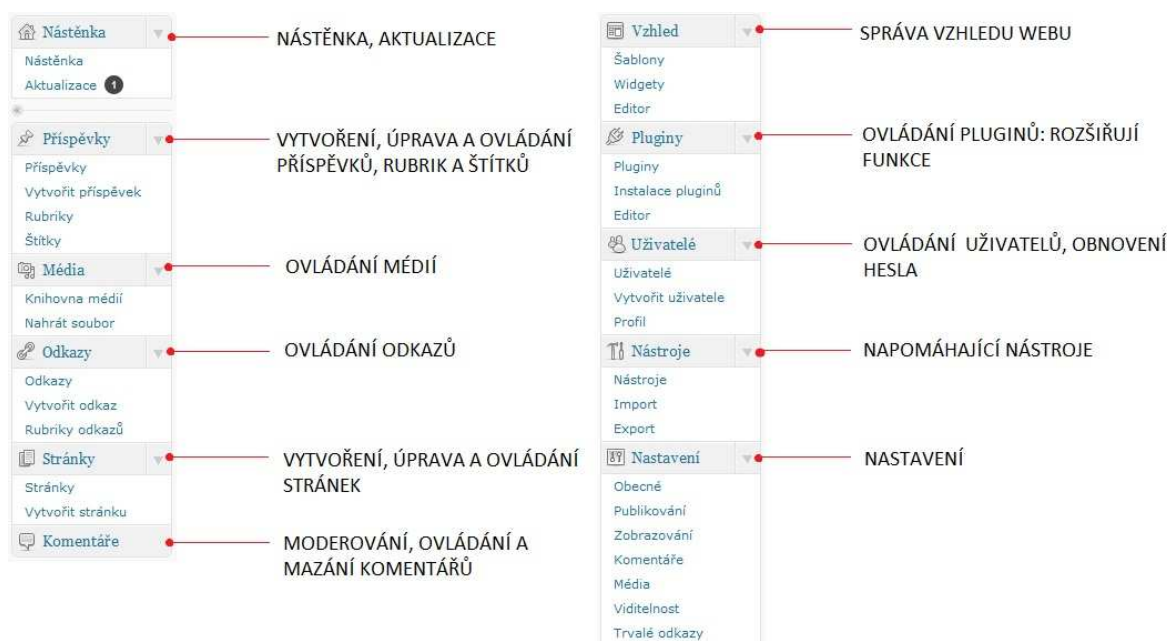 Nástěnka
NÁSTĚNKA, AKTUALIZACE
Nástěnka
Aktualizace 1
Příspěvky
VYTVOŘENÍ, ÚPRAVA A OVLÁDÁNÍ
PŘÍSPĚVKŮ, RUBRIK A ŠTÍTKŮ
Příspěvky
Vytvořit příspěvek
Rubriky
Štítky
Média
OVLÁDÁNÍ MÉDIÍ
Knihovna médií
Nahrát soubor
Odkazy
OVLÁDÁNÍ ODKAZŮ
Odkazy
Vytvořit odkaz
Rubriky odkazů
Stránky
VYTVOŘENÍ, ÚPRAVA A OVLÁDÁNÍ
STRÁNEK
Stránky
Vytvořit stránku
Komentáře
MODEROVÁNÍ, OVLÁDÁNÍ A
MAZÁNÍ KOMENTÁŘŮ
Vzhled
SPRÁVA VZHLEDU WEBU
Šablony
Widgety
Editor
Pluginy
OVLÁDÁNÍ PLUGINŮ: ROZŠIŘUJÍ
FUNKCE
Pluginy
Instalace pluginů
Editor
Uživatelé
OVLÁDÁNÍ UŽIVATELŮ, OBNOVENÍ
HESLA
Uživatelé
Vytvořit uživatele
Profil
Nástroje
NAPOMÁHAJÍCÍ NÁSTROJE
Nástroje
Import
Export
Nastavení
NASTAVENÍ
Obecné
Publikování
Zobrazování
Komentáře
Média
Viditelnost
Trvalé odkazy